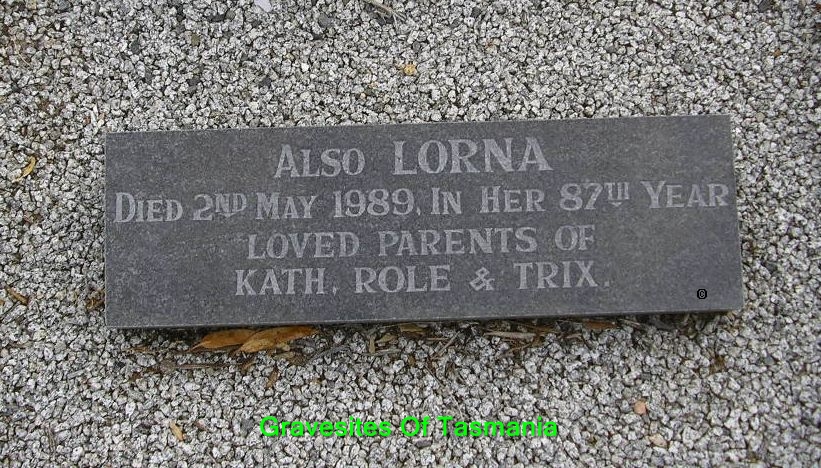 ALSO LORNA
DIED 2ND MAY 1989, IN HER 87TH YEAR
LOVED PARENTS OF
KATH, ROLE & TRIX.
©
Gravesites Of Tasmania